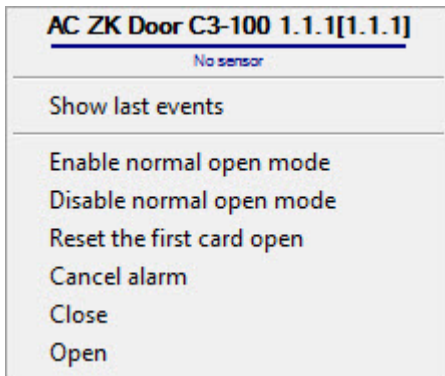 AC ZK Door C3-100 1.1.1[1.1.1]
No sensor
Show last events
Enable normal open mode
Disable normal open mode
Reset the first card open
Cancel alarm
Close
Open